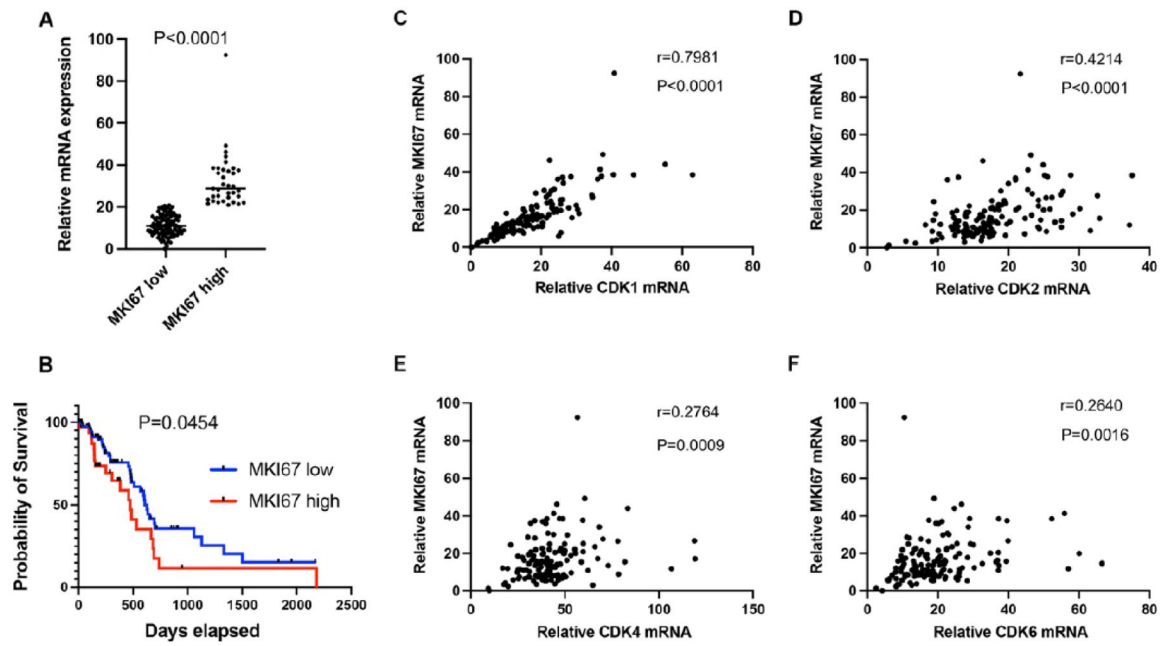 A
Relative mRNA expression
P<0.0001
100
80
60
40
20
0
MKI67 low
MKI67 high
C
Relative MKI67 mRNA
100
80
60
40
20
0
r=0.7981
P<0.0001
0
20
40
60
80
Relative CDK1 mRNA
D
Relative MKI67 mRNA
100
80
60
40
20
0
r=0.4214
P<0.0001
0
10
20
30
40
Relative CDK2 mRNA
B
Probability of Survival
100
50
0
P=0.0454
MKI67 low
MKI67 high
0
500
1000
1500
2000
2500
Days elapsed
E
Relative MKI67 mRNA
100
80
60
40
20
0
r=0.2764
P=0.0009
0
50
100
150
Relative CDK4 mRNA
F
Relative MKI67 mRNA
100
80
60
40
20
0
r=0.2640
P=0.0016
0
20
40
60
80
Relative CDK6 mRNA